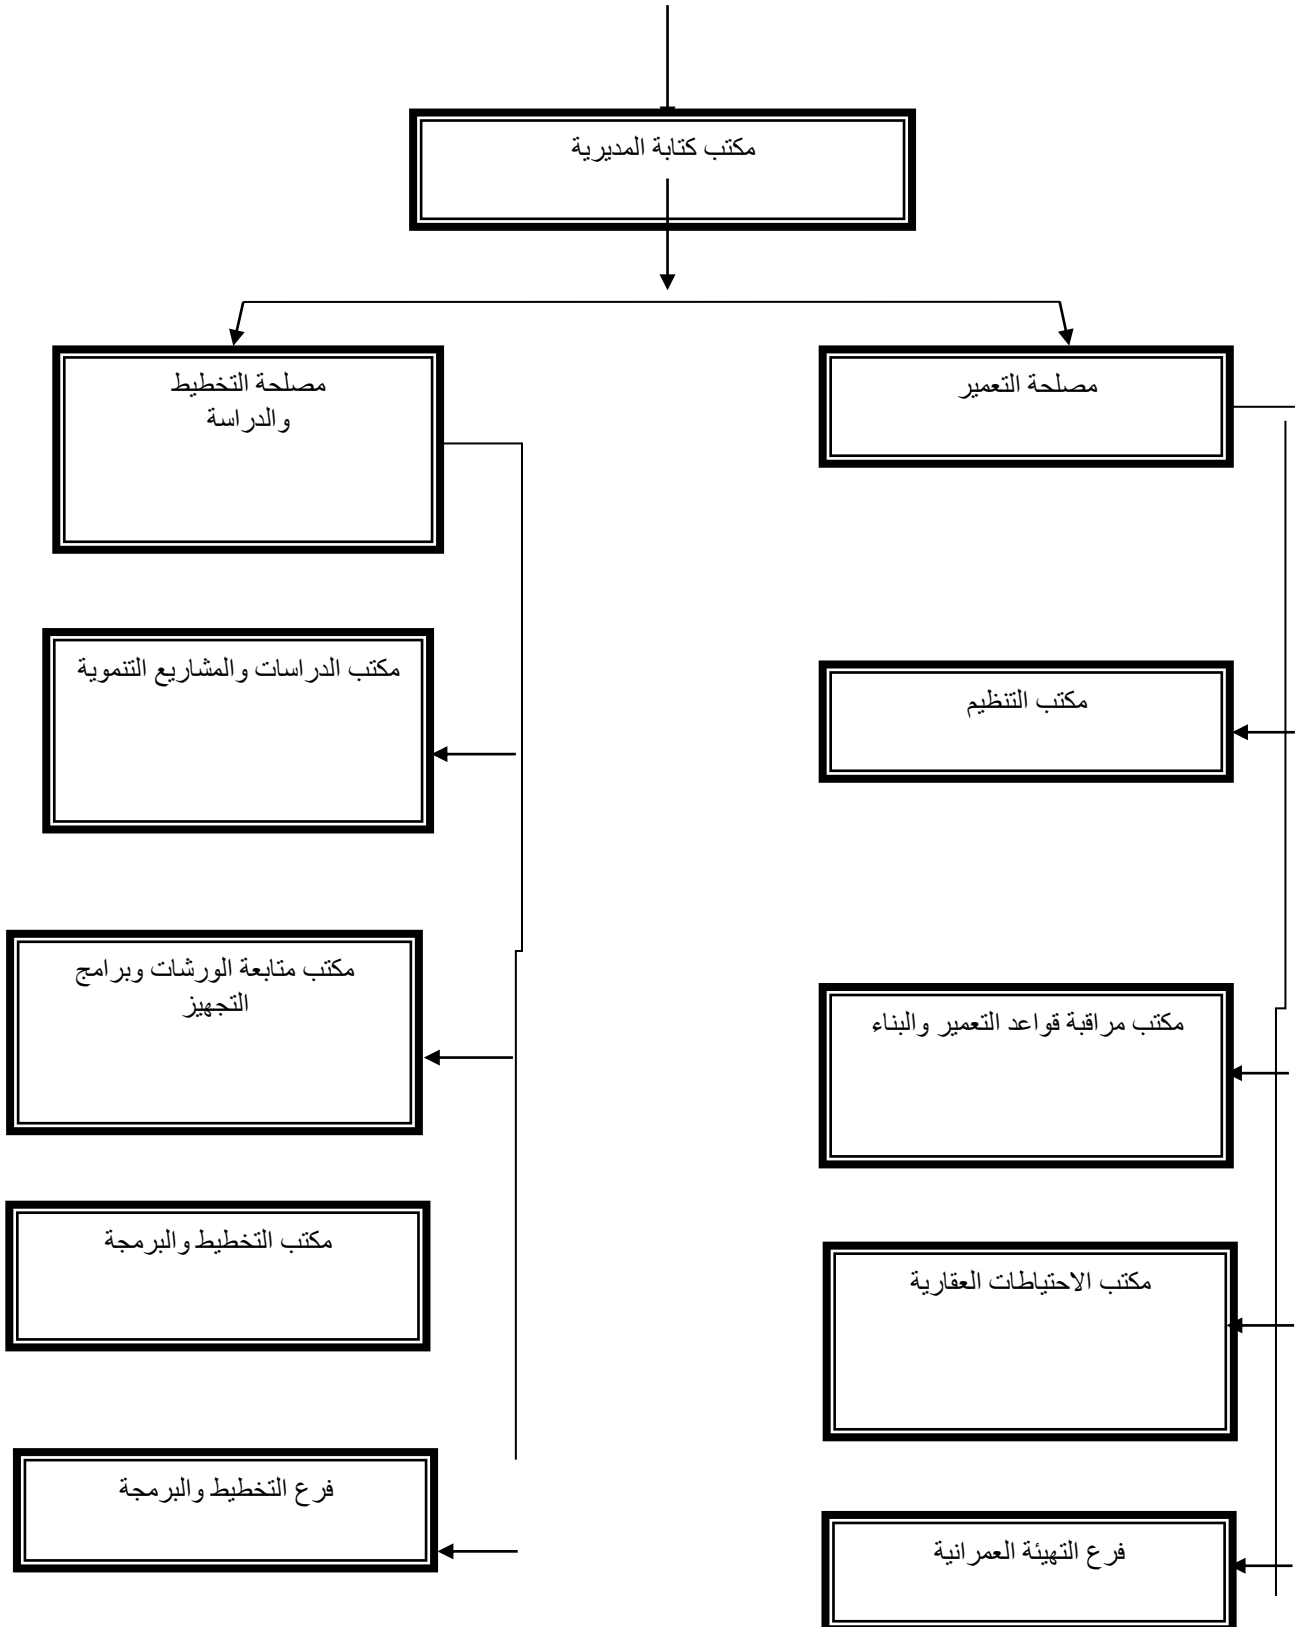 مكتب كتابة المديرية
مصلحة التعمير
مصلحة التخطيط
والدراسة
مكتب التنظيم
مكتب الدراسات والمشاريع التنموية
مكتب مراقبة قواعد التعمير والبناء
مكتب متابعة الورشات وبرامج
التجهيز
مكتب الاحتياطات العقارية
مكتب التخطيط والبرمجة
فرع التهيئة العمرانية
فرع التخطيط والبرمجة